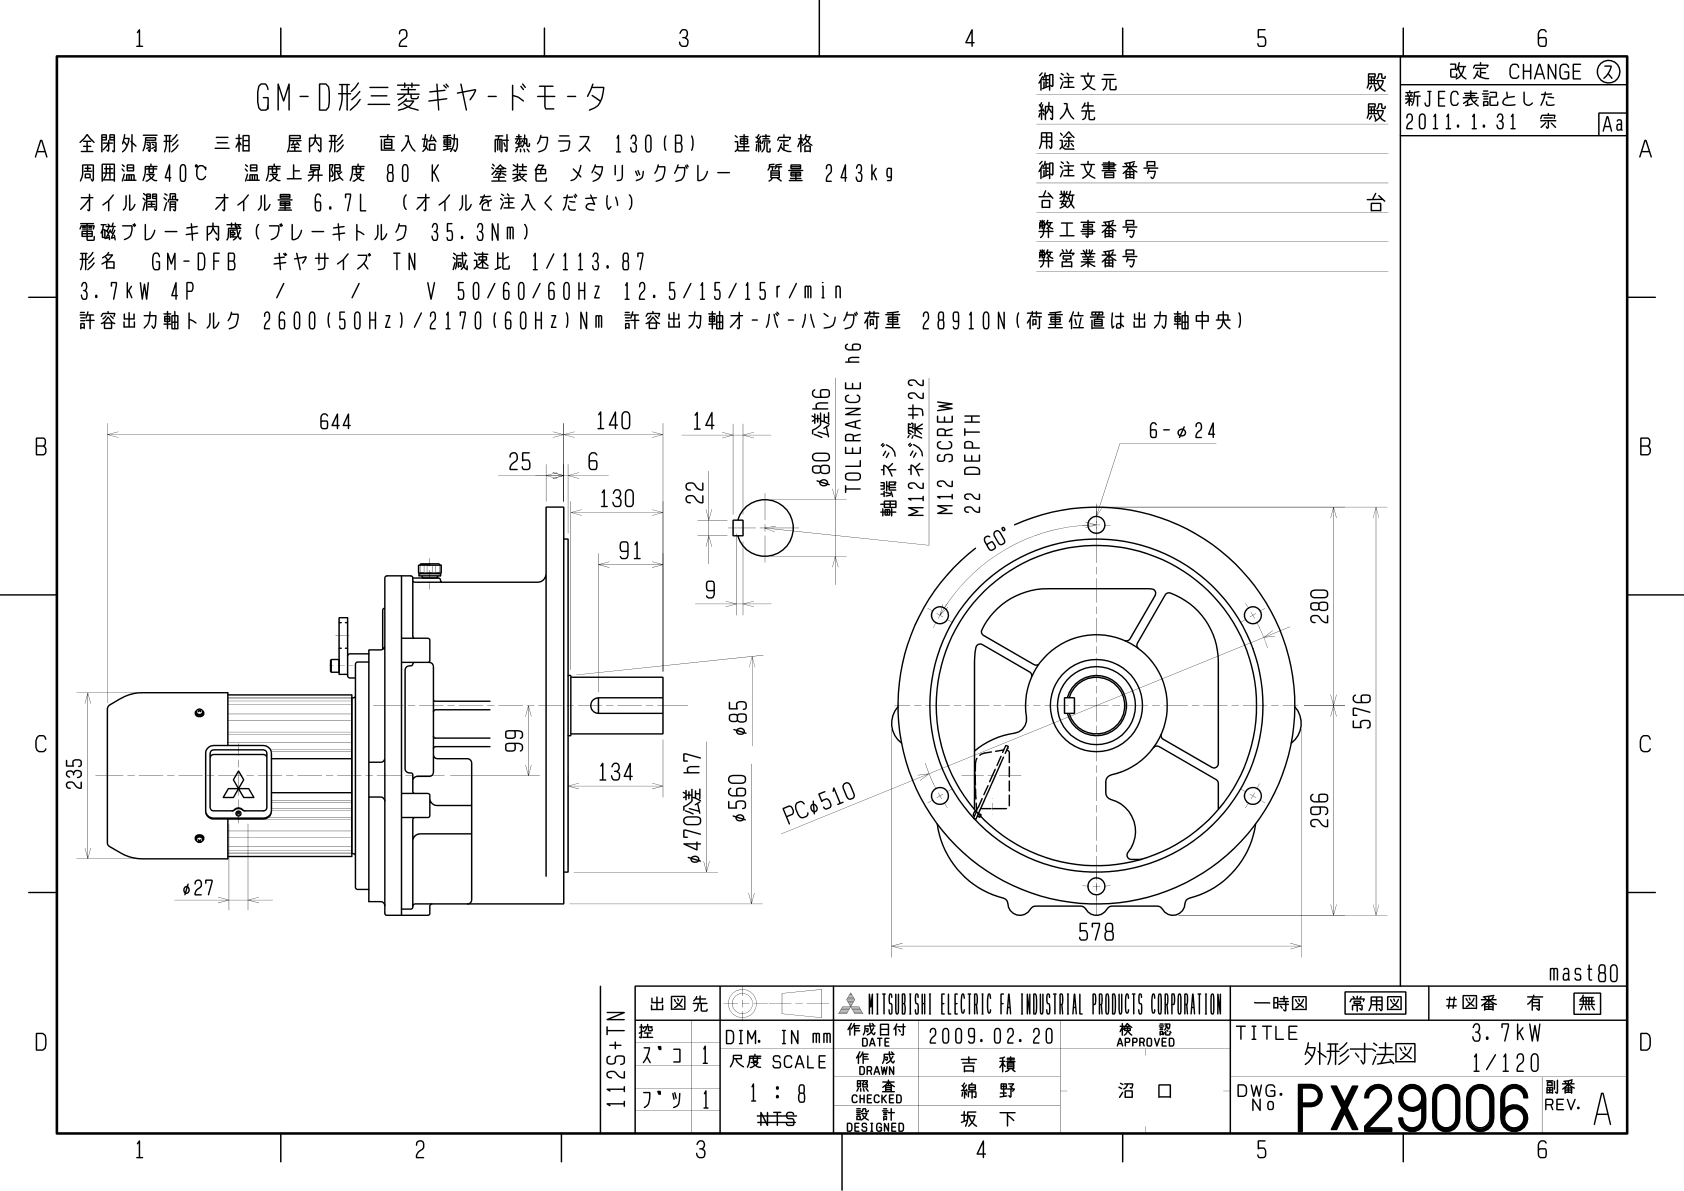 1 2 3 4 5 6
GM-D形三菱ギヤードモータ
全閉外扇形 三相 屋内形 直入始動 耐熱クラス 130(B) 連続定格
周囲温度40℃ 温度上昇限度 80 K 塗装色 メタリックグレー 質量 243kg
オイル潤滑 オイル量 6.7L (オイルを注入ください)
電磁ブレーキ内蔵(ブレーキトルク 35.3Nm)
形名 GM-DFB ギヤサイズ TN 減速比 1/113.87
3.7kW 4P / / V 50/60/60Hz 12.5/15/15r/min
許容出力軸トルク 2600(50Hz)/2170(60Hz)Nm 許容出力軸オーバーハング荷重 28910N(荷重位置は出力軸中央)
御注文元 殿
納入先 殿
用途
御注文書番号
台数 台
弊工事番号
弊営業番号
改定 CHANGE ス
新JEC表記とした
2011.1.31 宗 Aa
A A
B B
C C
D D
644
140
25
6
130
91
14
22
9
φ80 公差h6
TOLERANCE h6
軸端ネジ
M12ネジ深サ22
M12 SCREW
22 DEPTH
6-φ24
60°
280
576
296
578
PCφ510
235
φ27
99
134
φ85
φ560
φ470公差 h7
mast80
112S+TN
出図先
控
ズコ 1
ブツ 1
DIM. IN mm
尺度 SCALE
1 : 8
NTS
MITSUBISHI ELECTRIC FA INDUSTRIAL PRODUCTS CORPORATION
作成日付 DATE 2009.02.20
作成 DRAWN 吉積
照査 CHECKED 綿野
設計 DESIGNED 坂下
検認 APPROVED
沼口
一時図 常用図 #図番 有 無
TITLE 外形寸法図
3.7kW
1/120
DWG. No PX29006
副番 REV. A
1 2 3 4 5 6